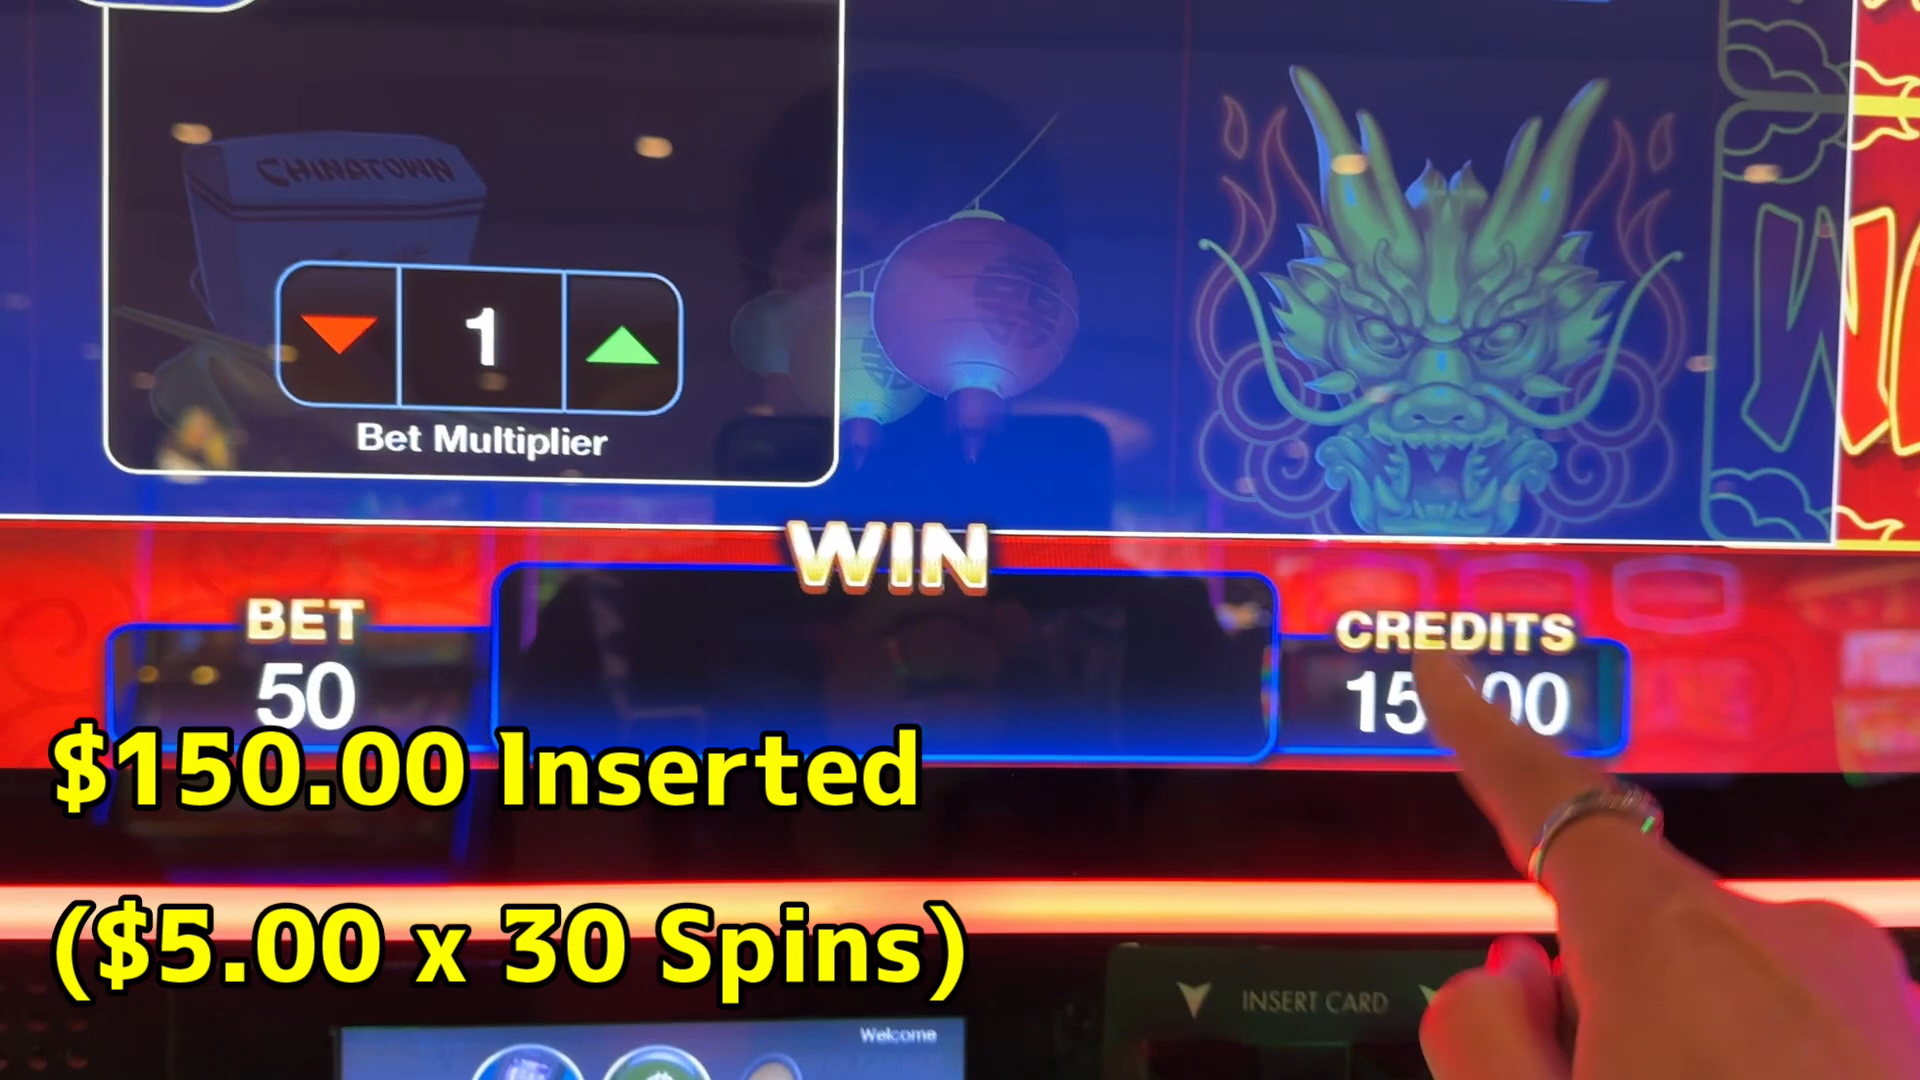 CHINATOWN
1
Bet Multiplier
WIN
BET
50
CREDITS
$150.00 Inserted
($5.00 x 30 Spins)
INSERT CARD
Welcome